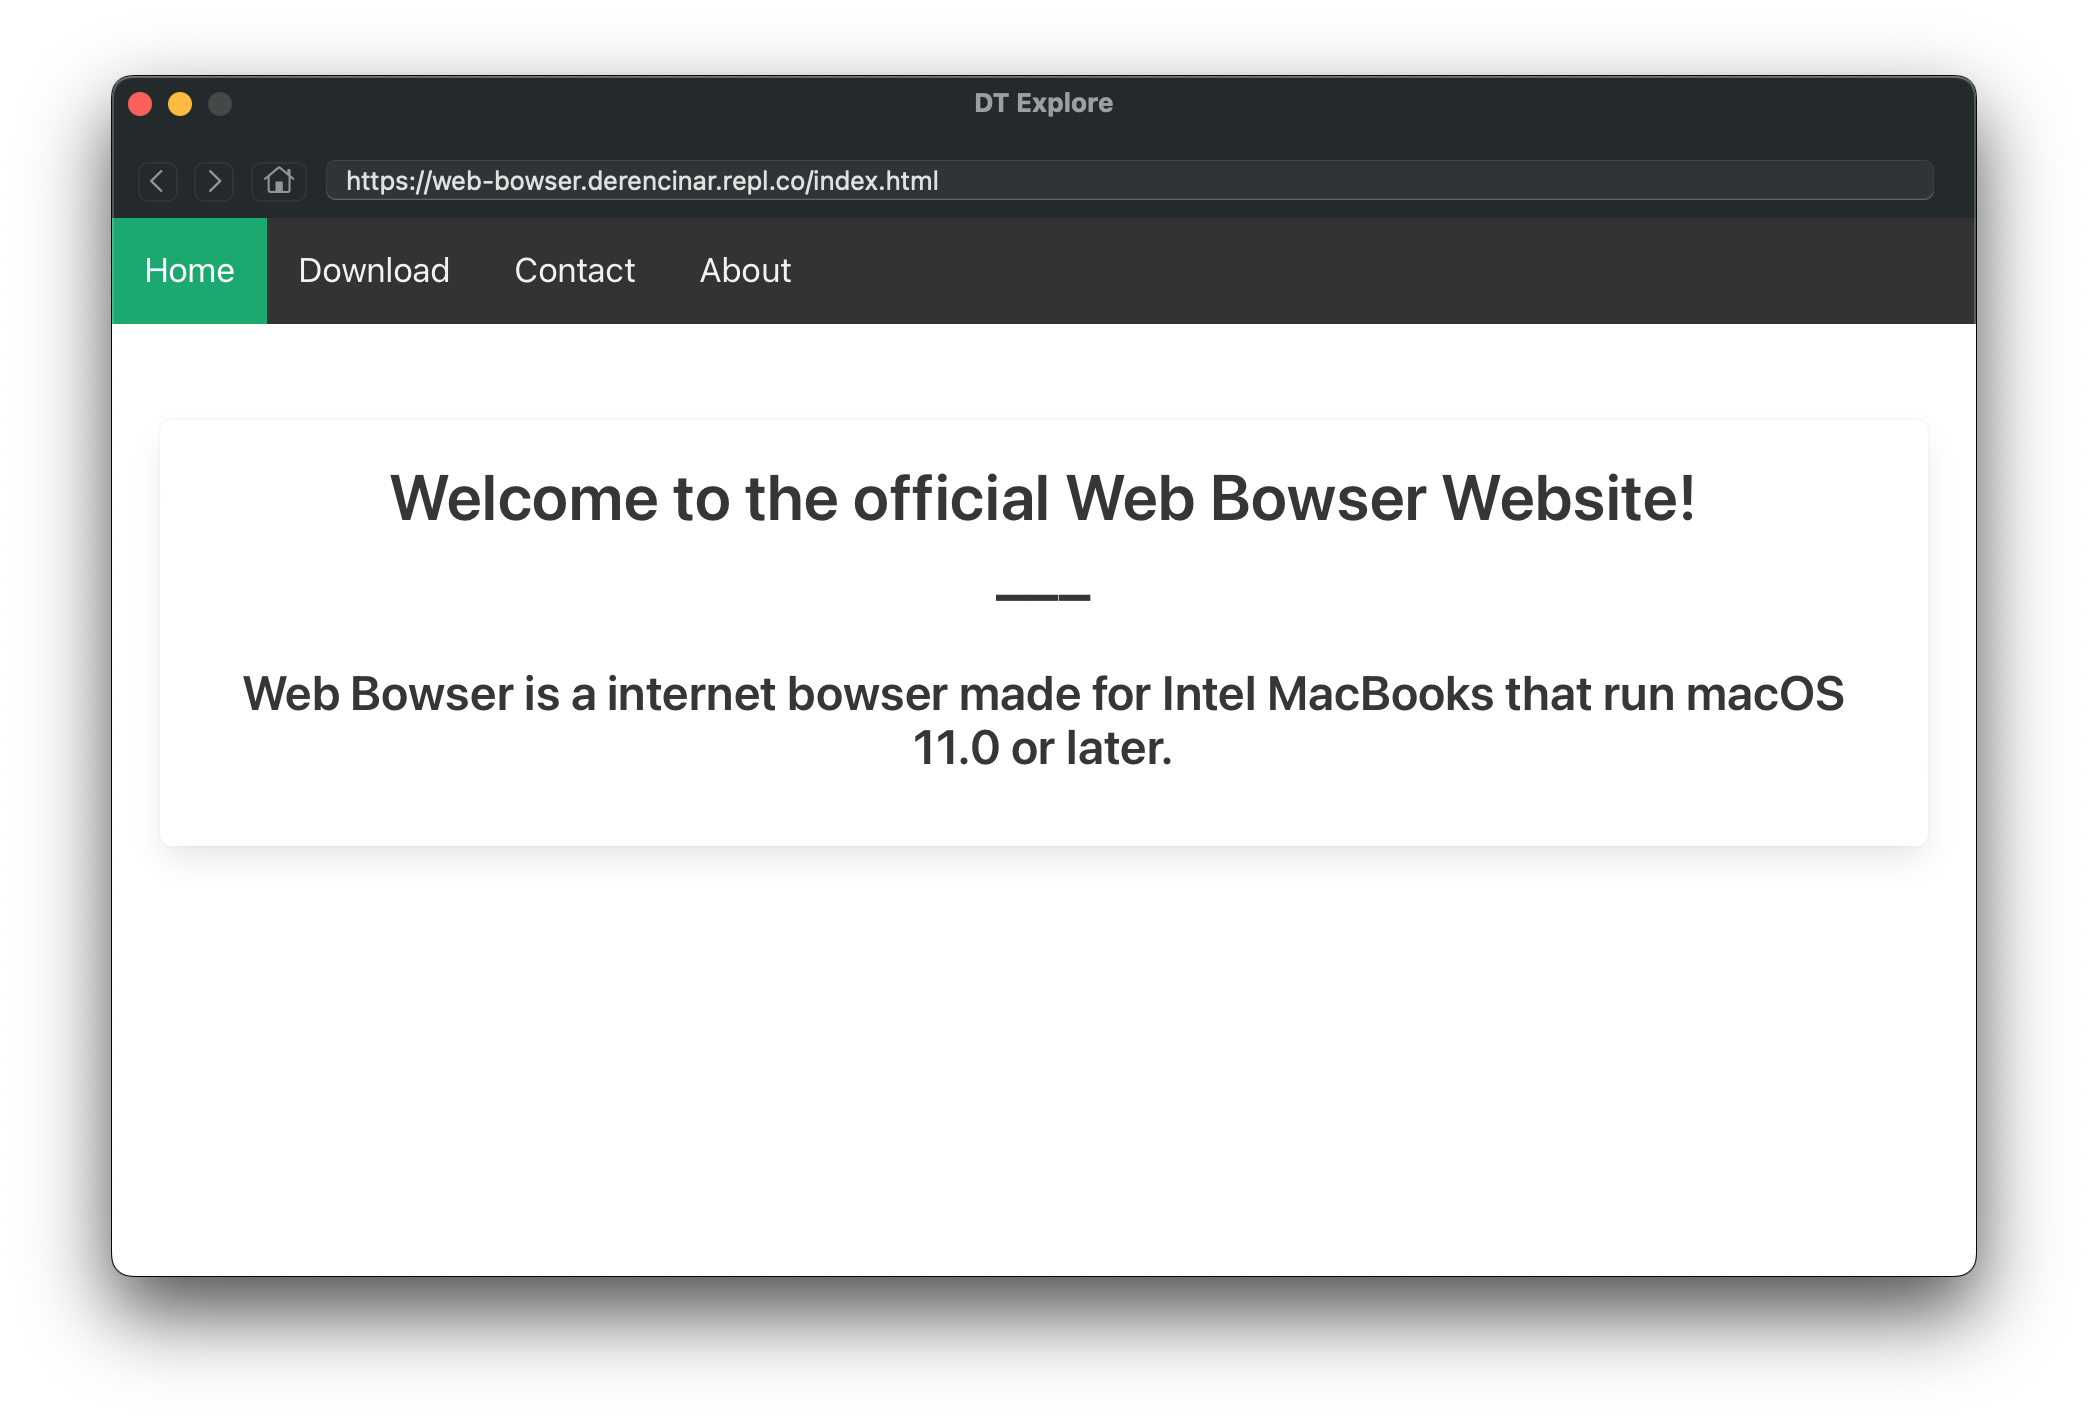 DT Explore
https://web-bowser.derencinar.repl.co/index.html
Home Download Contact About
Welcome to the official Web Bowser Website!
___
Web Bowser is a internet bowser made for Intel MacBooks that run macOS
11.0 or later.